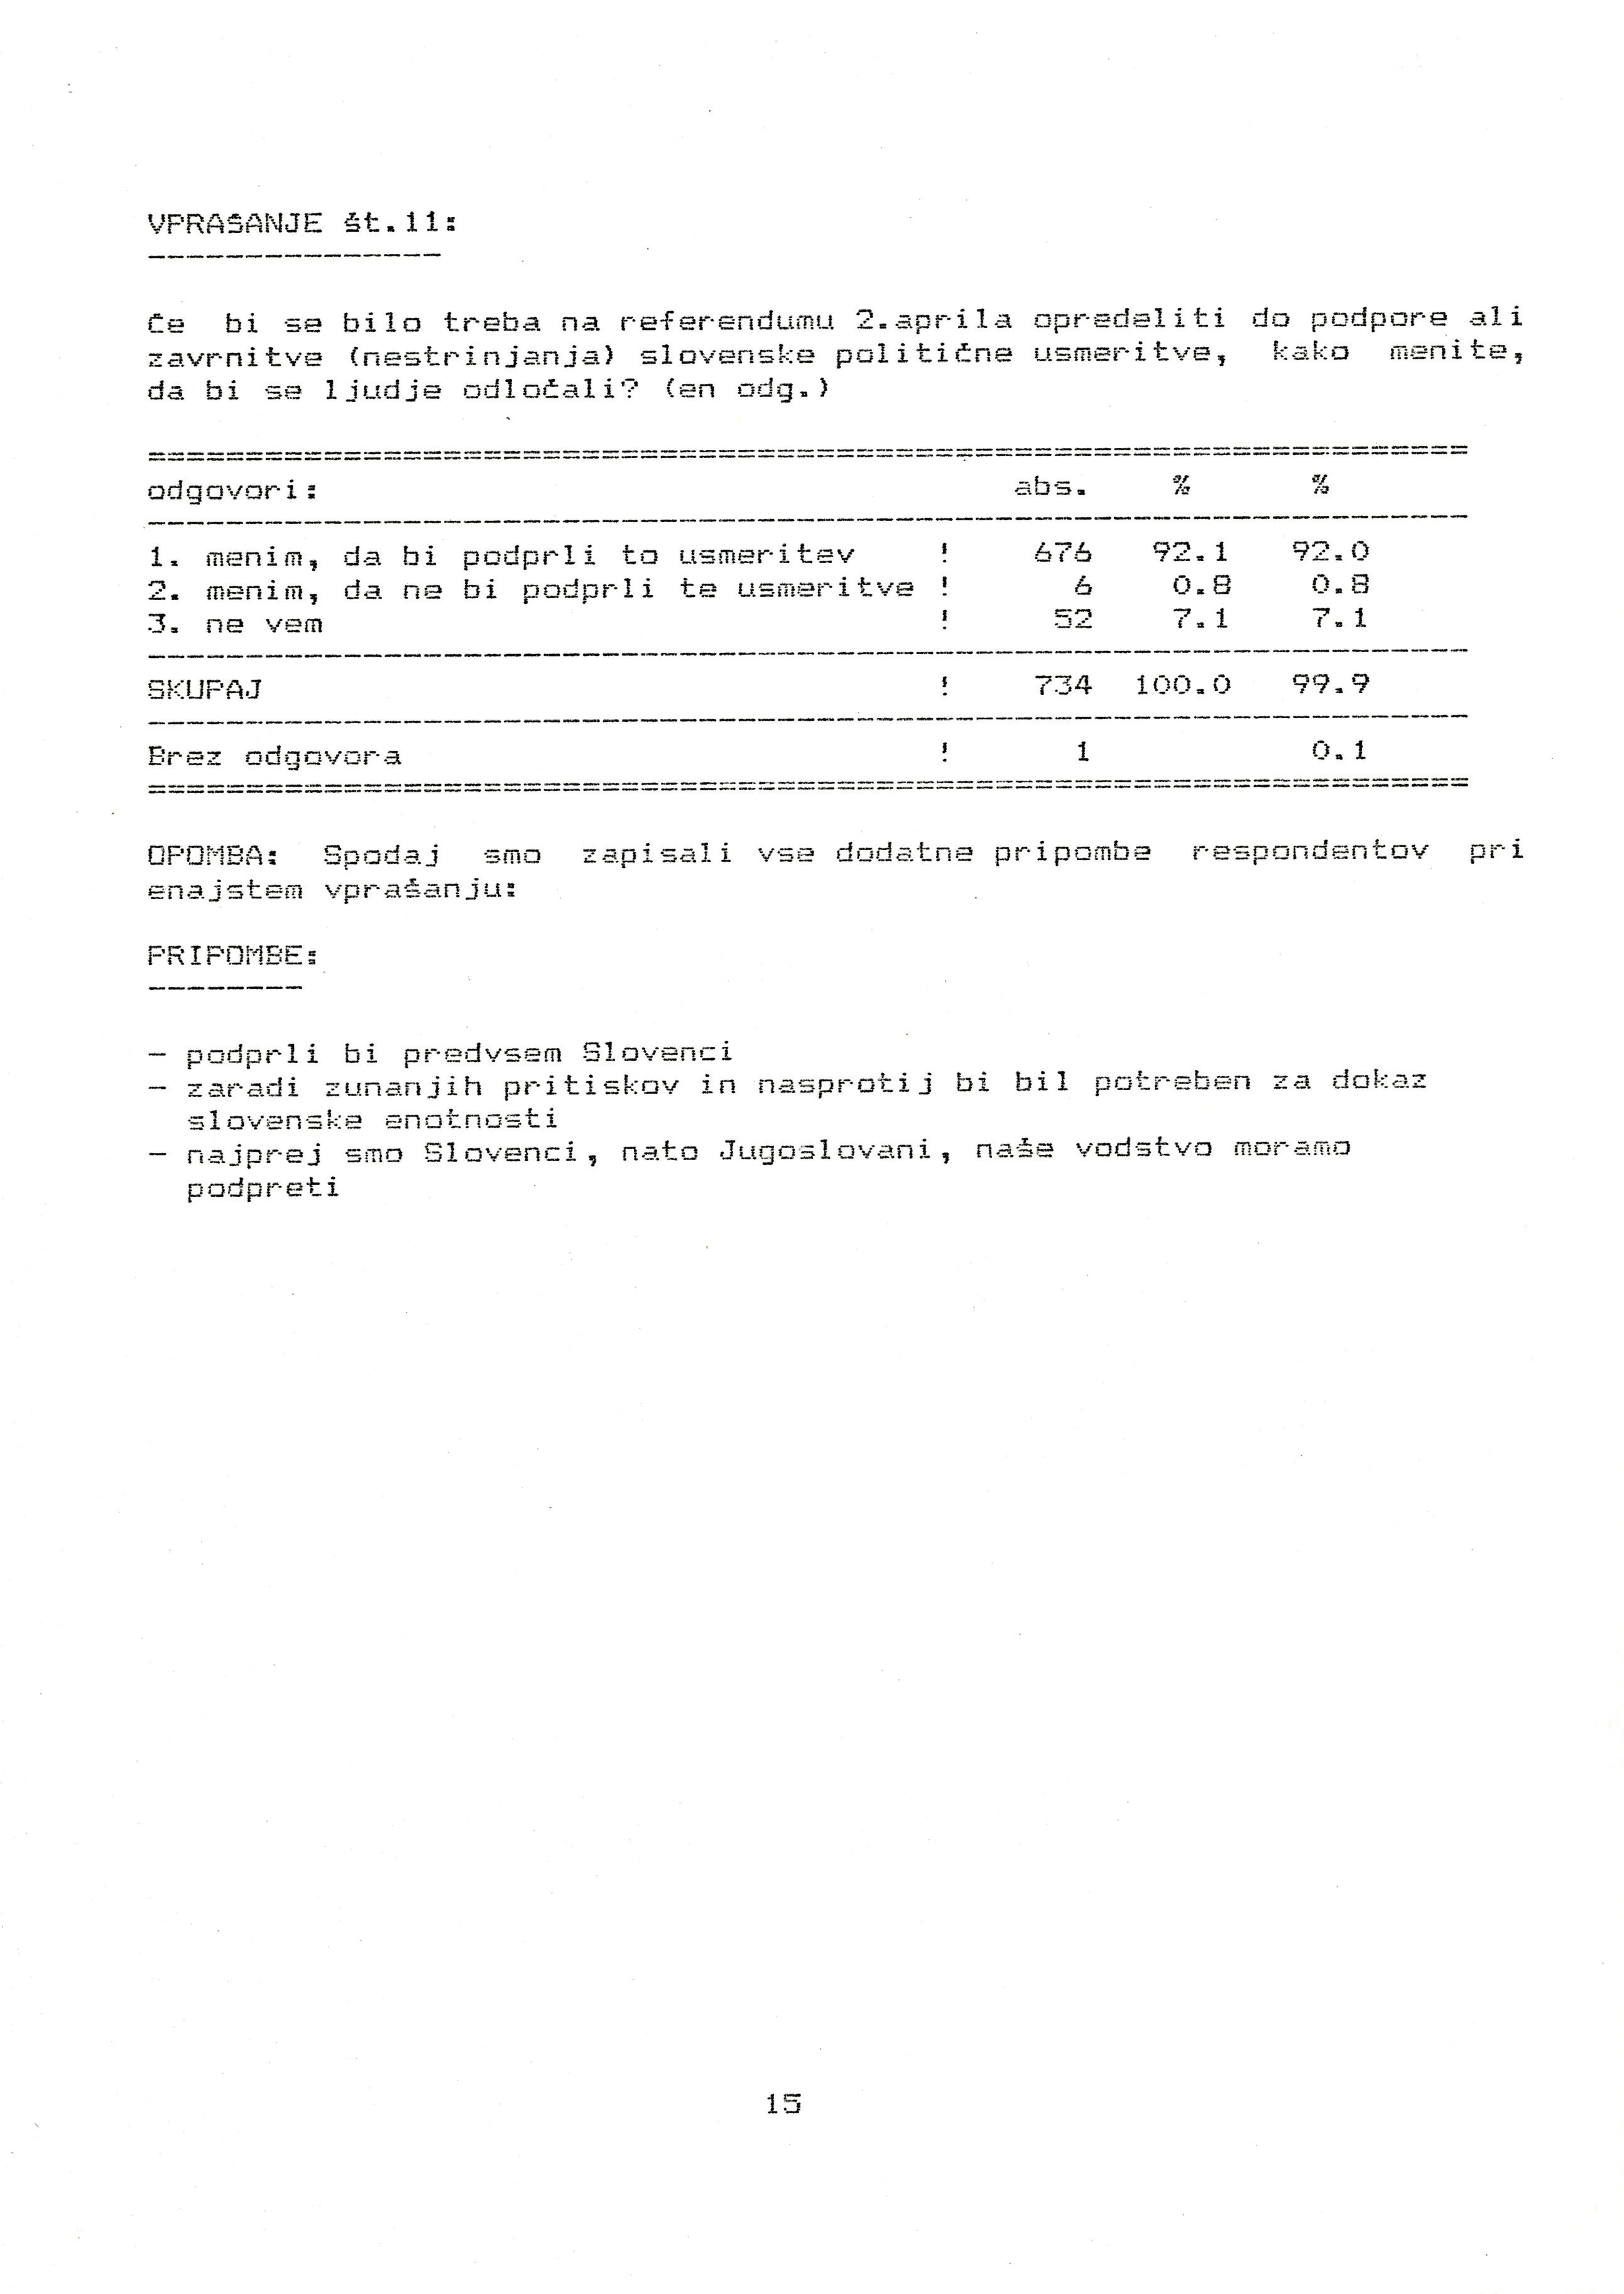 VPRAŠANJE št.11:
---------------
Če bi se bilo treba na referendumu 2.aprila opredeliti do podpore ali
zavrnitve (nestrinjanja) slovenske politične usmeritve, kako menite,
da bi se ljudje odločali? (en odg.)
===================================================================
odgovori: abs. % %
-------------------------------------------------------------------
1. menim, da bi podprli to usmeritev ! 676 92.1 92.0
2. menim, da ne bi podprli te usmeritve ! 6 0.8 0.8
3. ne vem ! 52 7.1 7.1
-------------------------------------------------------------------
SKUPAJ ! 734 100.0 99.9
-------------------------------------------------------------------
Brez odgovora ! 1 0.1
===================================================================
OPOMBA: Spodaj smo zapisali vse dodatne pripombe respondentov pri
enajstem vprašanju:
PRIPOMBE:
--------
- podprli bi predvsem Slovenci
- zaradi zunanjih pritiskov in nasprotij bi bil potreben za dokaz
slovenske enotnosti
- najprej smo Slovenci, nato Jugoslovani, naše vodstvo moramo
podpreti
15